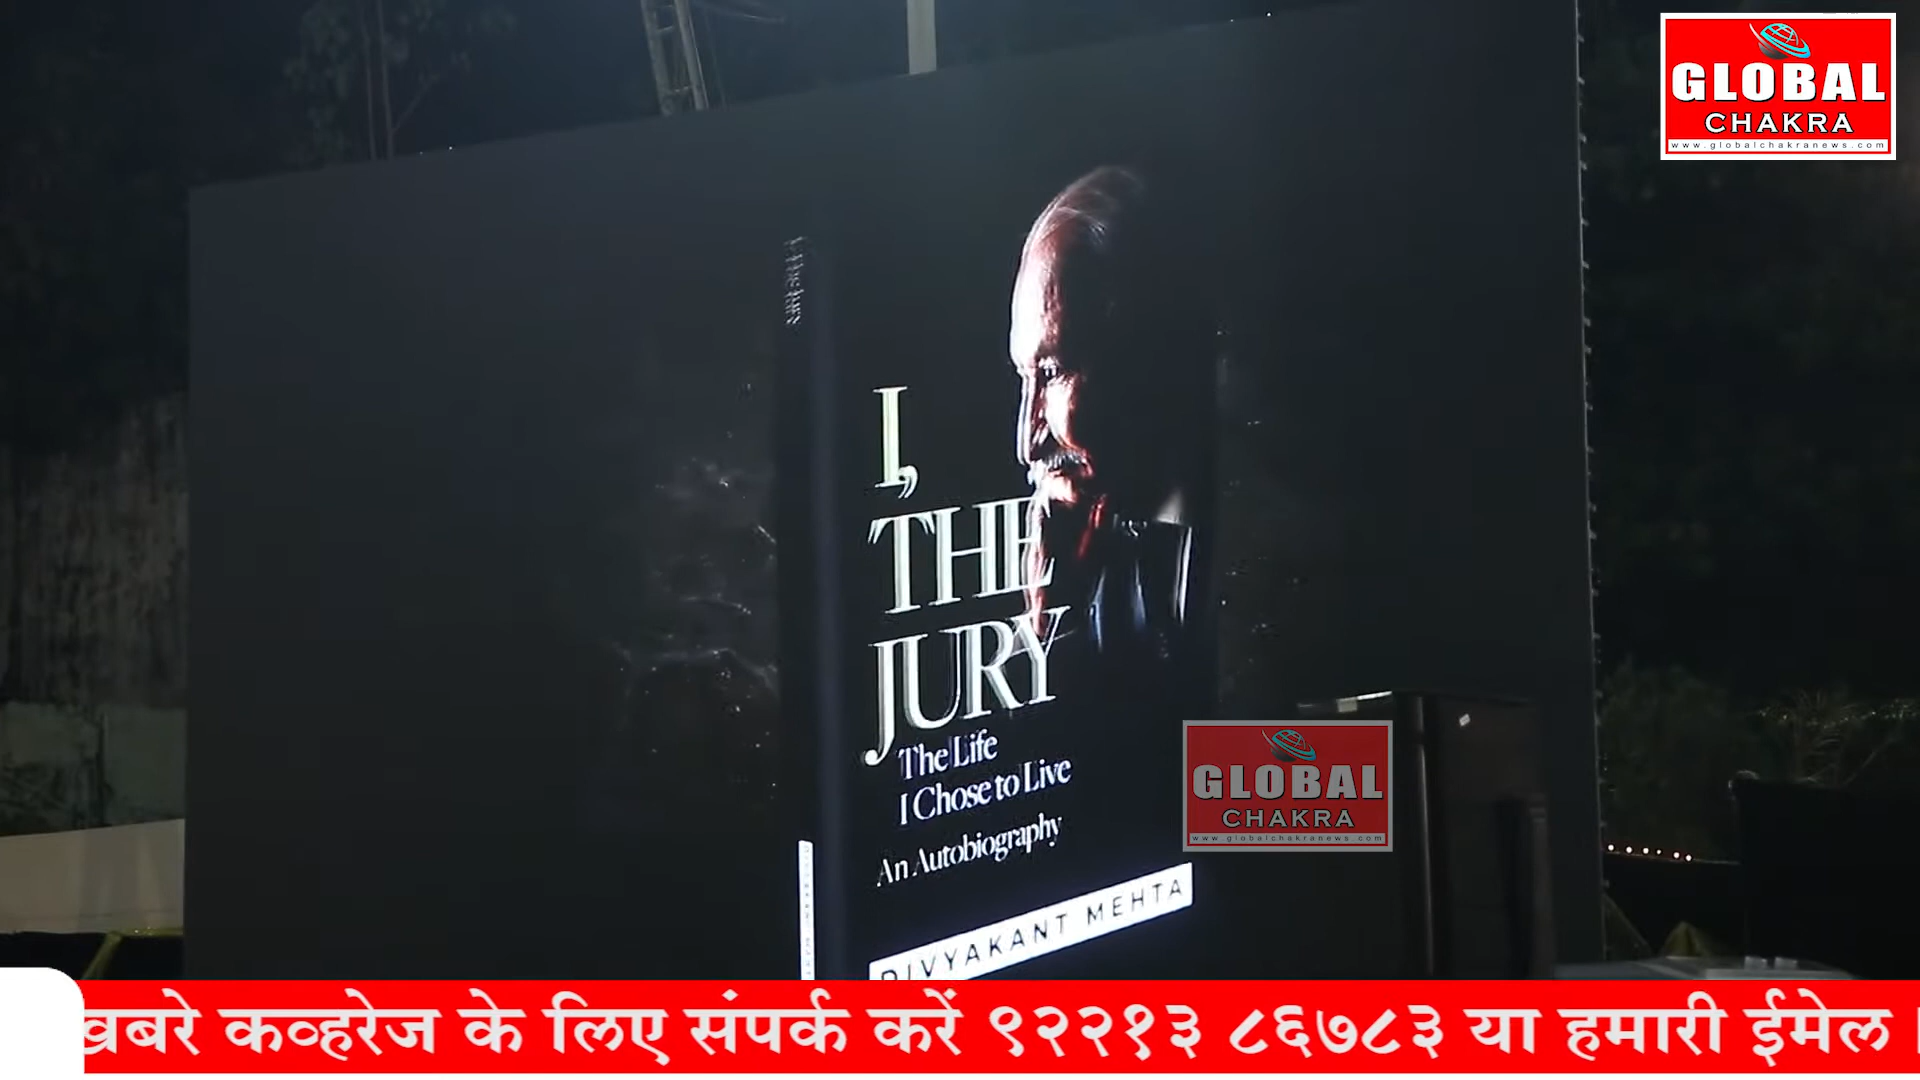 GLOBAL
CHAKRA
www.globalchakranews.com
I,
THE
JURY
The Life
I Chose to Live
An Autobiography
DIVYAKANT MEHTA
GLOBAL
CHAKRA
www.globalchakranews.com
खबरे कव्हरेज के लिए संपर्क करें ९२२१३ ८६७८३ या हमारी ईमेल